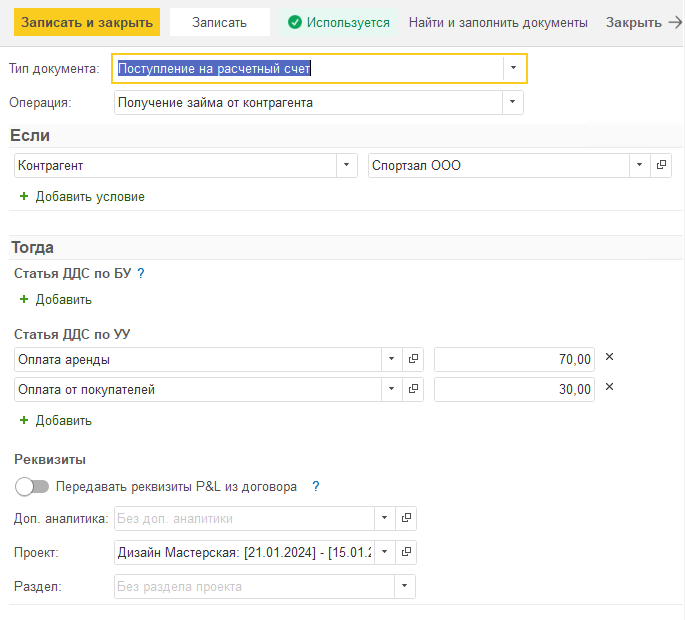 Записать и закрыть Записать Используется Найти и заполнить документы Закрыть
Тип документа: Поступление на расчетный счет
Операция: Получение займа от контрагента
Если
Контрагент Спортзал ООО
+ Добавить условие
Тогда
Статья ДДС по БУ ?
+ Добавить
Статья ДДС по УУ
Оплата аренды 70,00 ×
Оплата от покупателей 30,00 ×
+ Добавить
Реквизиты
Передавать реквизиты P&L из договора ?
Доп. аналитика: Без доп. аналитики
Проект: Дизайн Мастерская: [21.01.2024] - [15.01.2
Раздел: Без раздела проекта